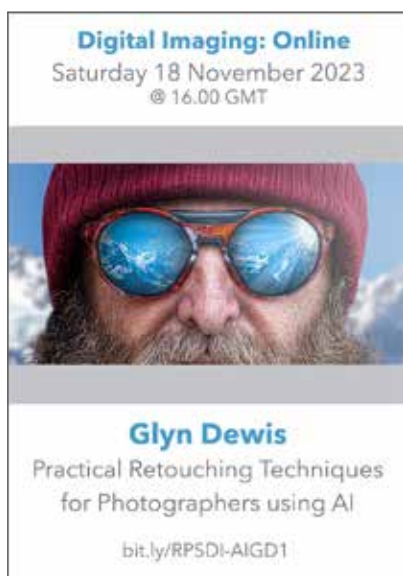 Digital Imaging: Online
Saturday 18 November 2023
@ 16.00 GMT
Glyn Dewis
Practical Retouching Techniques
for Photographers using AI
bit.ly/RPSDI-AIGD1